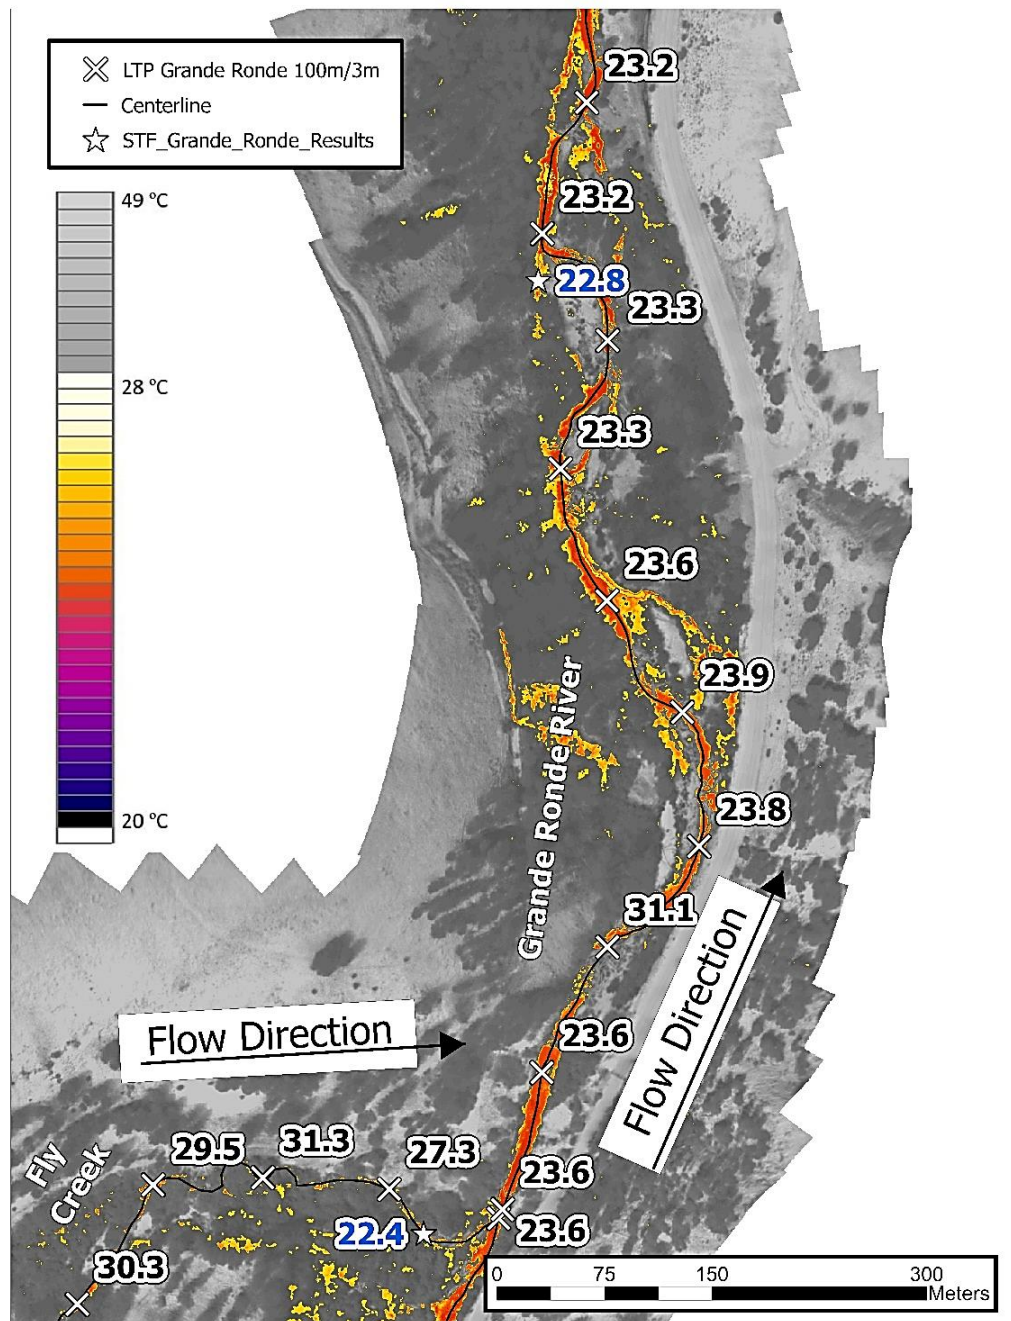 LTP Grande Ronde 100m/3m
Centerline
STF_Grande_Ronde_Results
49 °C
28 °C
20 °C
23.2
23.2
22.8
23.3
23.3
23.6
23.9
23.8
31.1
Grande Ronde River
Flow Direction
Flow Direction
23.6
Fly
Creek
29.5
31.3
27.3
23.6
22.4
23.6
30.3
0 75 150 300
Meters